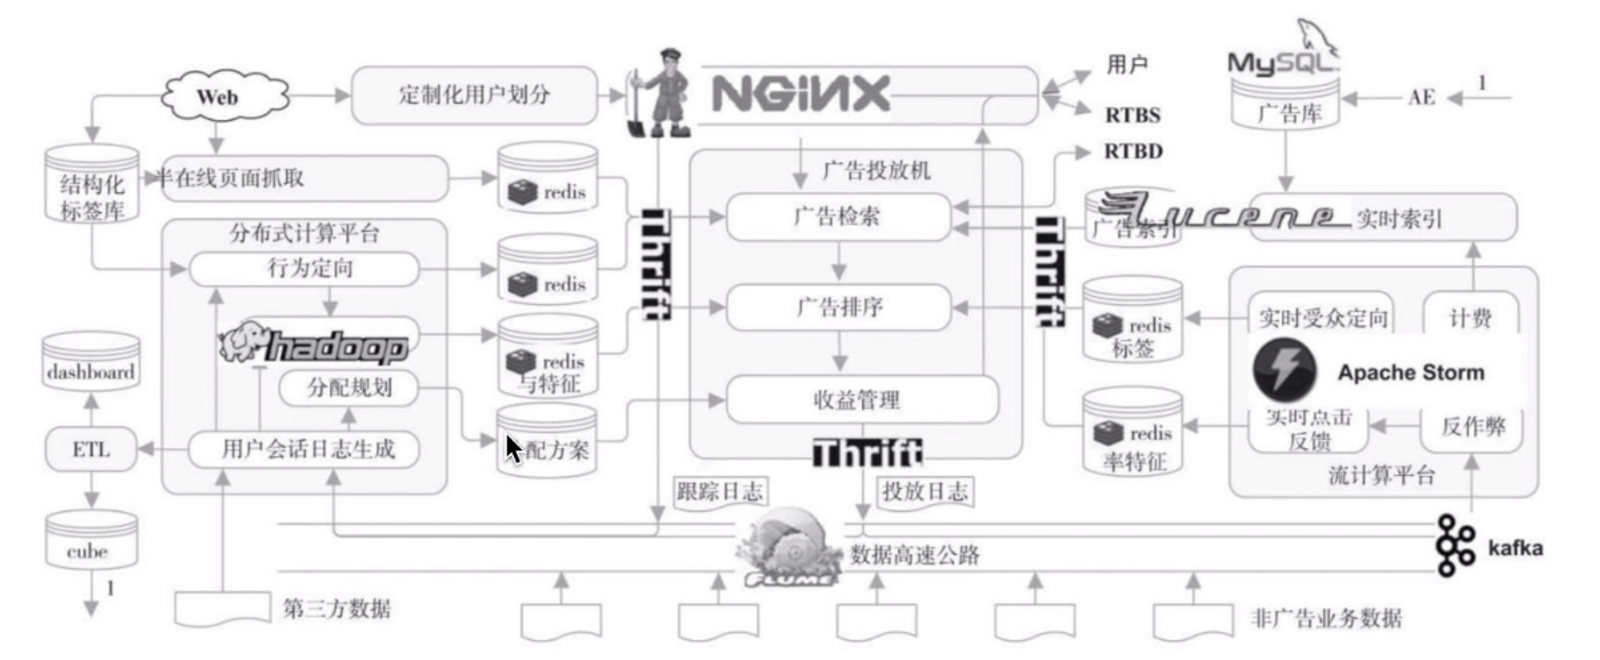 Web
定制化用户划分
NGiNX
用户
RTBS
RTBD
MySQL
广告库
AE
1
结构化
标签库
半在线页面抓取
redis
广告投放机
广告检索
Lucene
广告索引
实时索引
分布式计算平台
行为定向
redis
Thrift
Thrift
hadoop
redis
与特征
广告排序
redis
标签
实时受众定向
计费
Apache Storm
dashboard
分配规划
收益管理
ETL
用户会话日志生成
配方案
Thrift
redis
率特征
实时点击
反馈
反作弊
流计算平台
跟踪日志
投放日志
cube
FLUME
数据高速公路
kafka
1
第三方数据
非广告业务数据